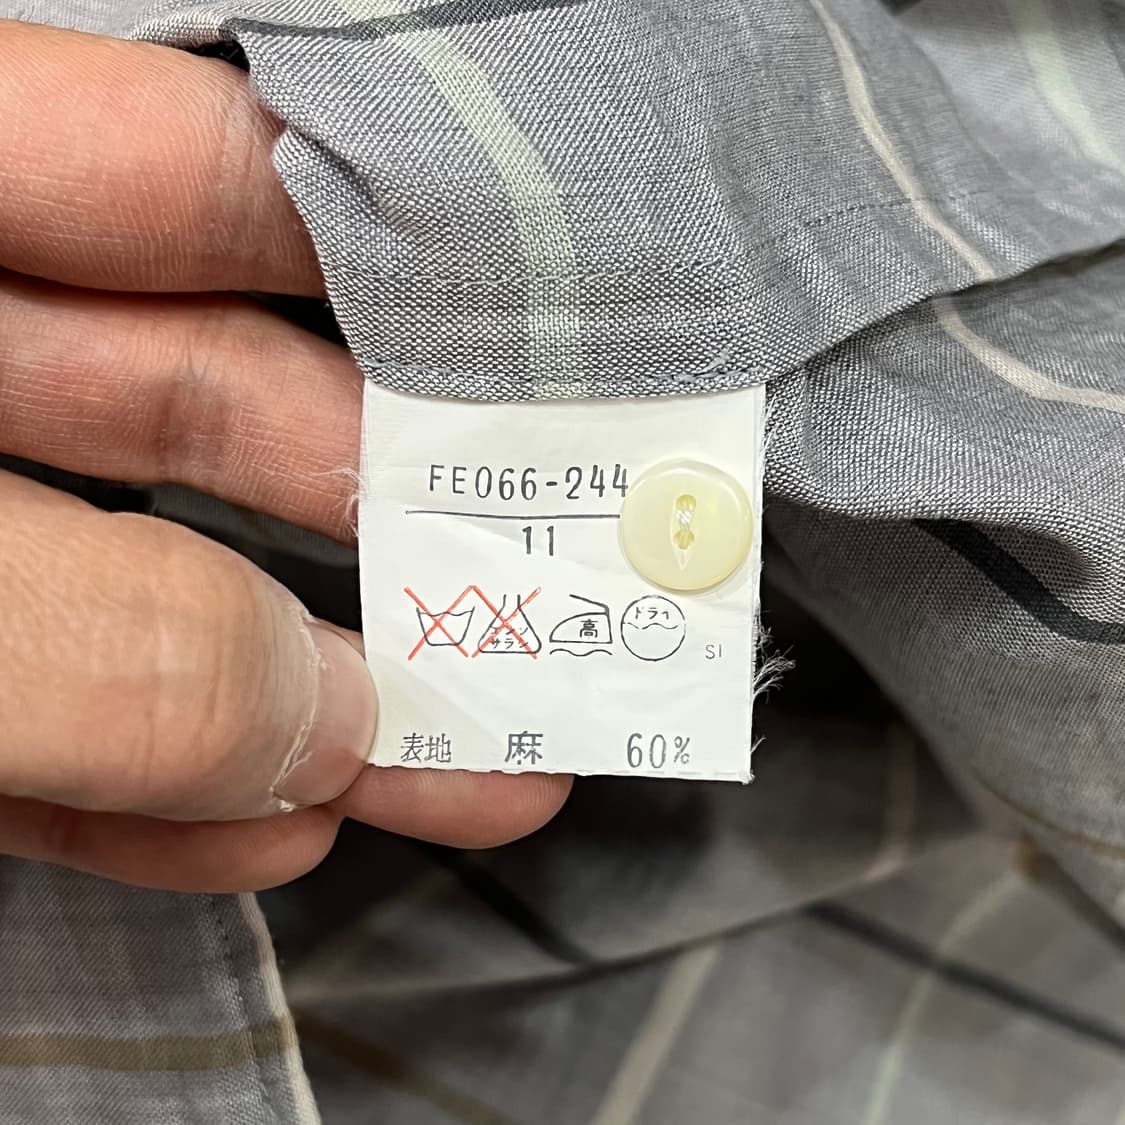 FE066-244
11
エンソ サラシ 高 ドライ
SI
表地 麻 60%